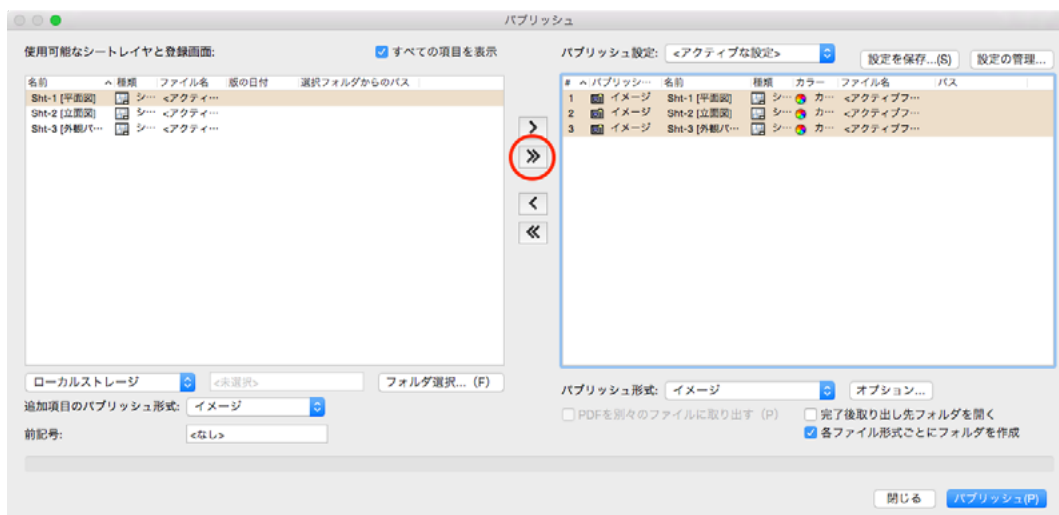 パブリッシュ
使用可能なシートレイヤと登録画面:
すべての項目を表示
名前 種類 ファイル名 版の日付 選択フォルダからのパス
Sht-1 [平面図] シ… <アクティ…
Sht-2 [立面図] シ… <アクティ…
Sht-3 [外観パ… シ… <アクティ…
ローカルストレージ
<未選択>
フォルダ選択... (F)
追加項目のパブリッシュ形式: イメージ
前記号: <なし>
パブリッシュ設定: <アクティブな設定>
設定を保存...(S)
設定の管理...
# パブリッシ… 名前 種類 カラー ファイル名 パス
1 イメージ Sht-1 [平面図] シ… カ… <アクティブフ…
2 イメージ Sht-2 [立面図] シ… カ… <アクティブフ…
3 イメージ Sht-3 [外観パ… シ… カ… <アクティブフ…
パブリッシュ形式: イメージ
オプション...
PDFを別々のファイルに取り出す (P)
完了後取り出し先フォルダを開く
各ファイル形式ごとにフォルダを作成
閉じる
パブリッシュ(P)